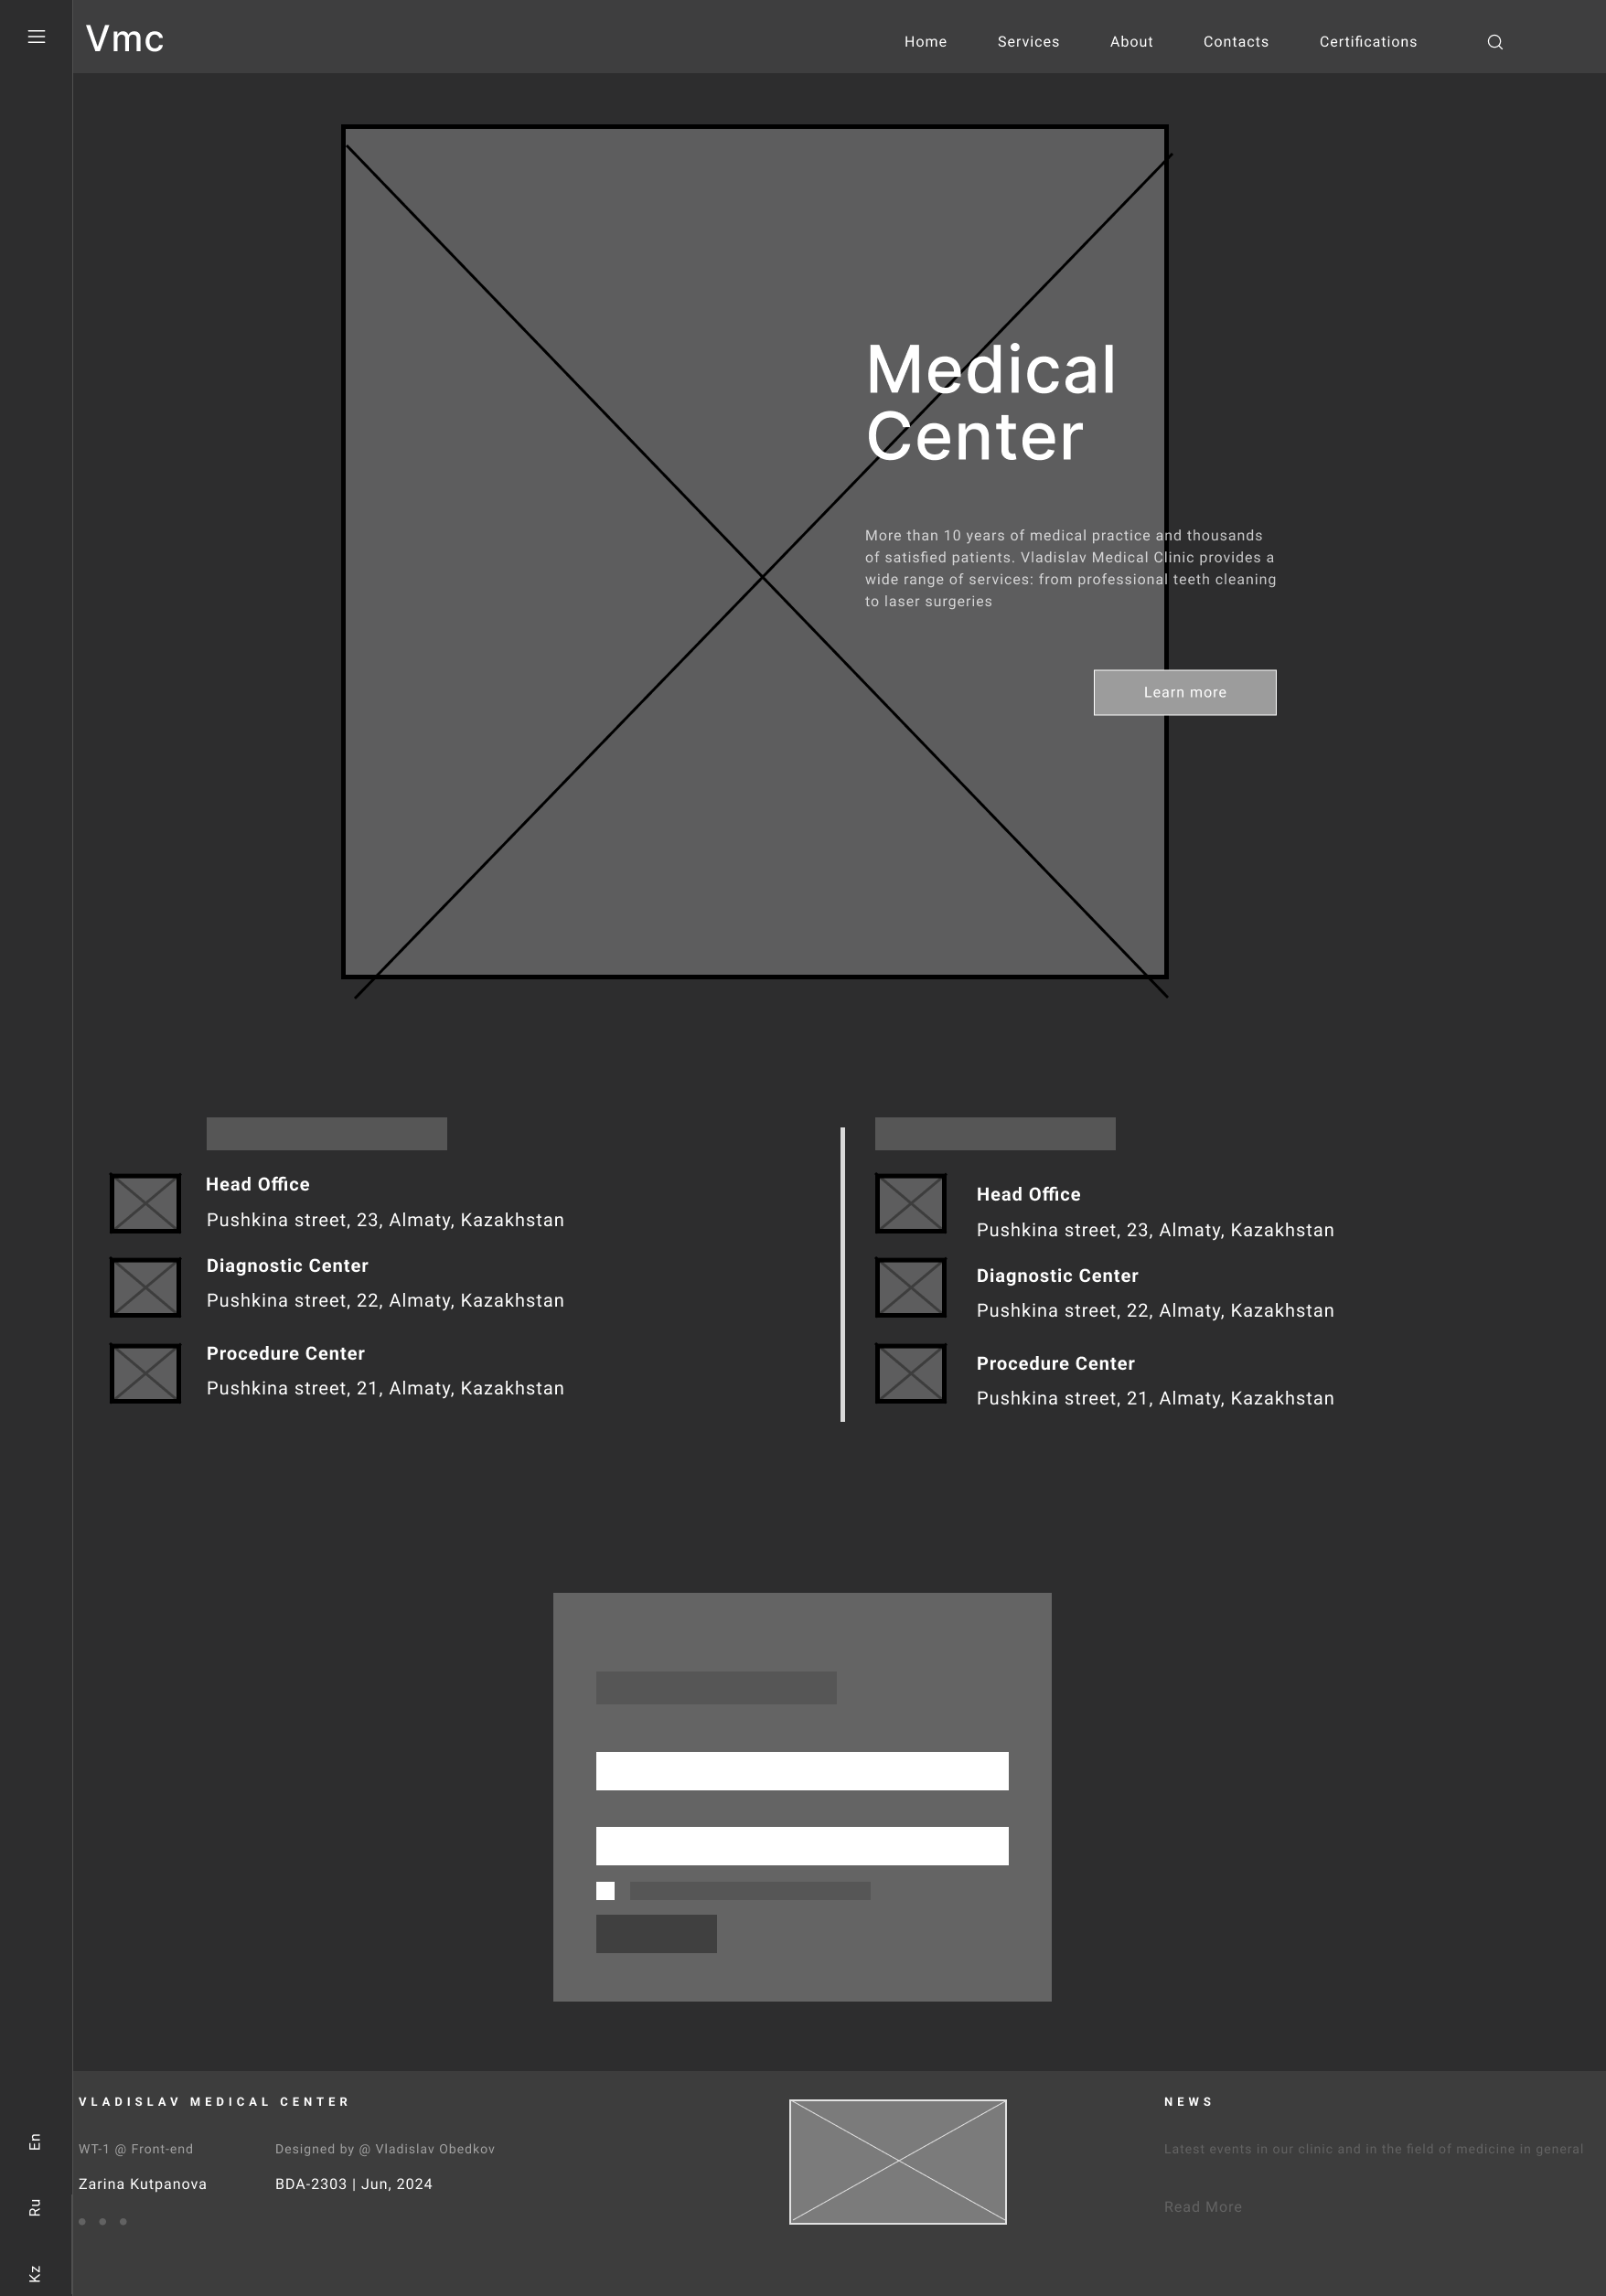 Vmc
Home
Services
About
Contacts
Certifications
Medical
Center
More than 10 years of medical practice and thousands
of satisfied patients. Vladislav Medical Clinic provides a
wide range of services: from professional teeth cleaning
to laser surgeries
Learn more
Head Office
Pushkina street, 23, Almaty, Kazakhstan
Diagnostic Center
Pushkina street, 22, Almaty, Kazakhstan
Procedure Center
Pushkina street, 21, Almaty, Kazakhstan
Head Office
Pushkina street, 23, Almaty, Kazakhstan
Diagnostic Center
Pushkina street, 22, Almaty, Kazakhstan
Procedure Center
Pushkina street, 21, Almaty, Kazakhstan
En
Ru
Kz
VLADISLAV MEDICAL CENTER
WT-1 @ Front-end
Zarina Kutpanova
Designed by @ Vladislav Obedkov
BDA-2303 | Jun, 2024
NEWS
Latest events in our clinic and in the field of medicine in general
Read More